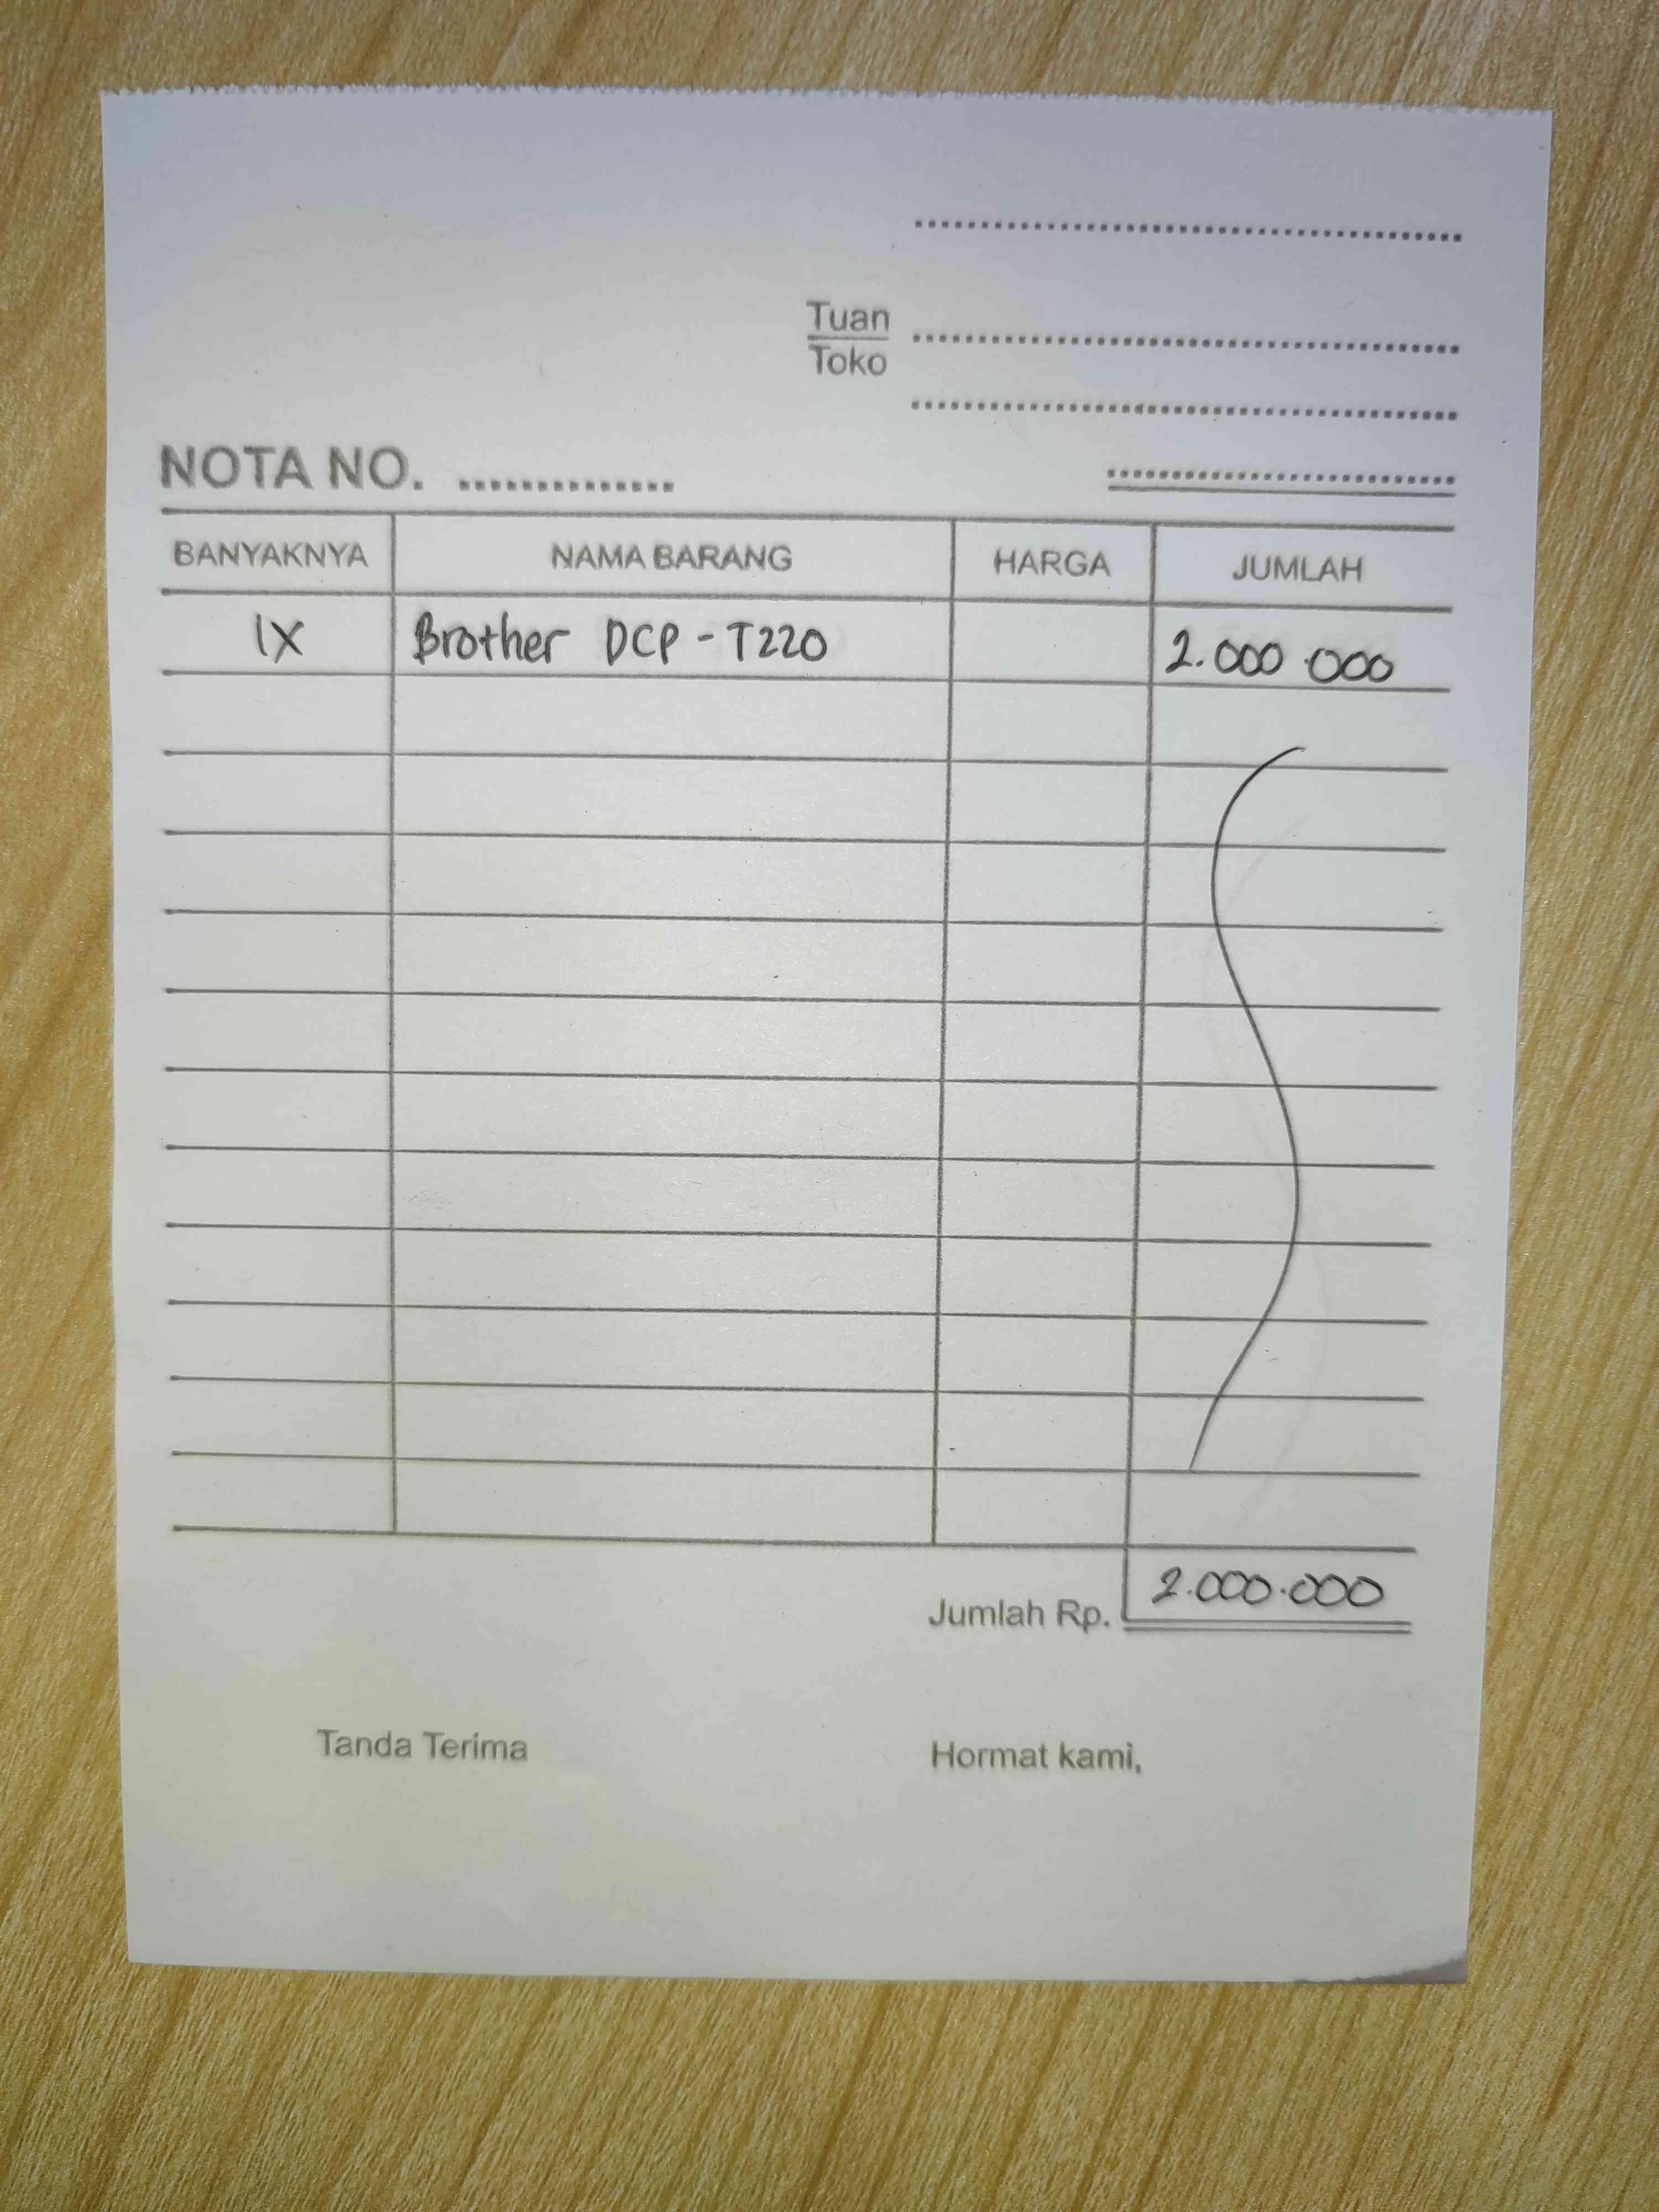 Tuan
Toko
NOTA NO.
BANYAKNYA NAMA BARANG HARGA JUMLAH
1X Brother DCP-T220 2.000.000
Jumlah Rp. 2.000.000
Tanda Terima Hormat kami,